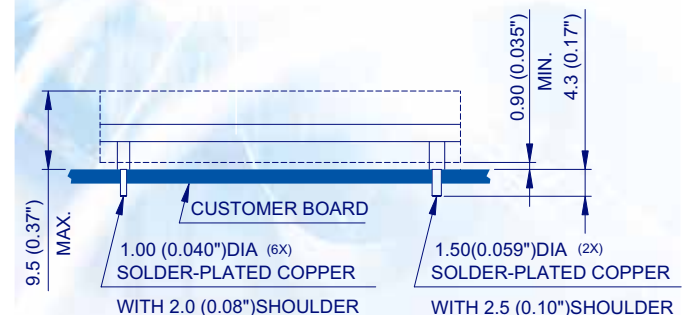 0.90 (0.035")
MIN.
4.3 (0.17")
9.5 (0.37")
MAX.
CUSTOMER BOARD
1.00 (0.040")DIA (6X)
SOLDER-PLATED COPPER
WITH 2.0 (0.08")SHOULDER
1.50(0.059")DIA (2X)
SOLDER-PLATED COPPER
WITH 2.5 (0.10")SHOULDER